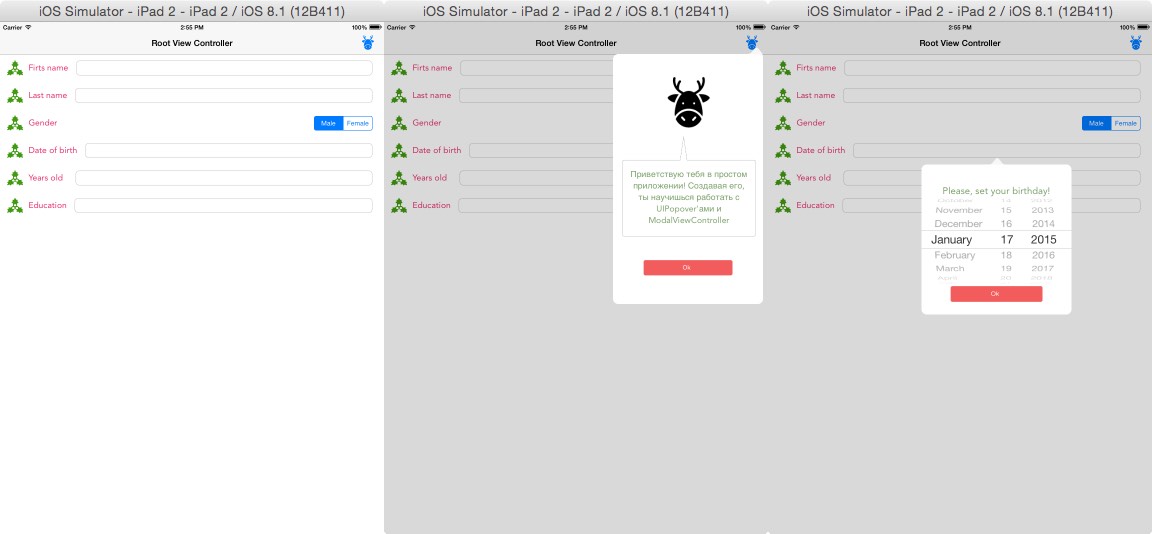 iOS Simulator - iPad 2 - iPad 2 / iOS 8.1 (12B411)
Carrier 2:55 PM 100%
Root View Controller
Firts name
Last name
Gender Male Female
Date of birth
Years old
Education
iOS Simulator - iPad 2 - iPad 2 / iOS 8.1 (12B411)
Carrier 2:55 PM 100%
Root View Controller
Firts name
Last name
Gender
Date of birth
Years old
Education
Приветствую тебя в простом
приложении! Создавая его,
ты научишься работать с
UIPopover'ами и
ModalViewController
Ok
iOS Simulator - iPad 2 - iPad 2 / iOS 8.1 (12B411)
Carrier 2:55 PM 100%
Root View Controller
Firts name
Last name
Gender Male Female
Date of birth
Years old
Education
Please, set your birthday!
November 15 2013
December 16 2014
January 17 2015
February 18 2016
March 19 2017
Ok